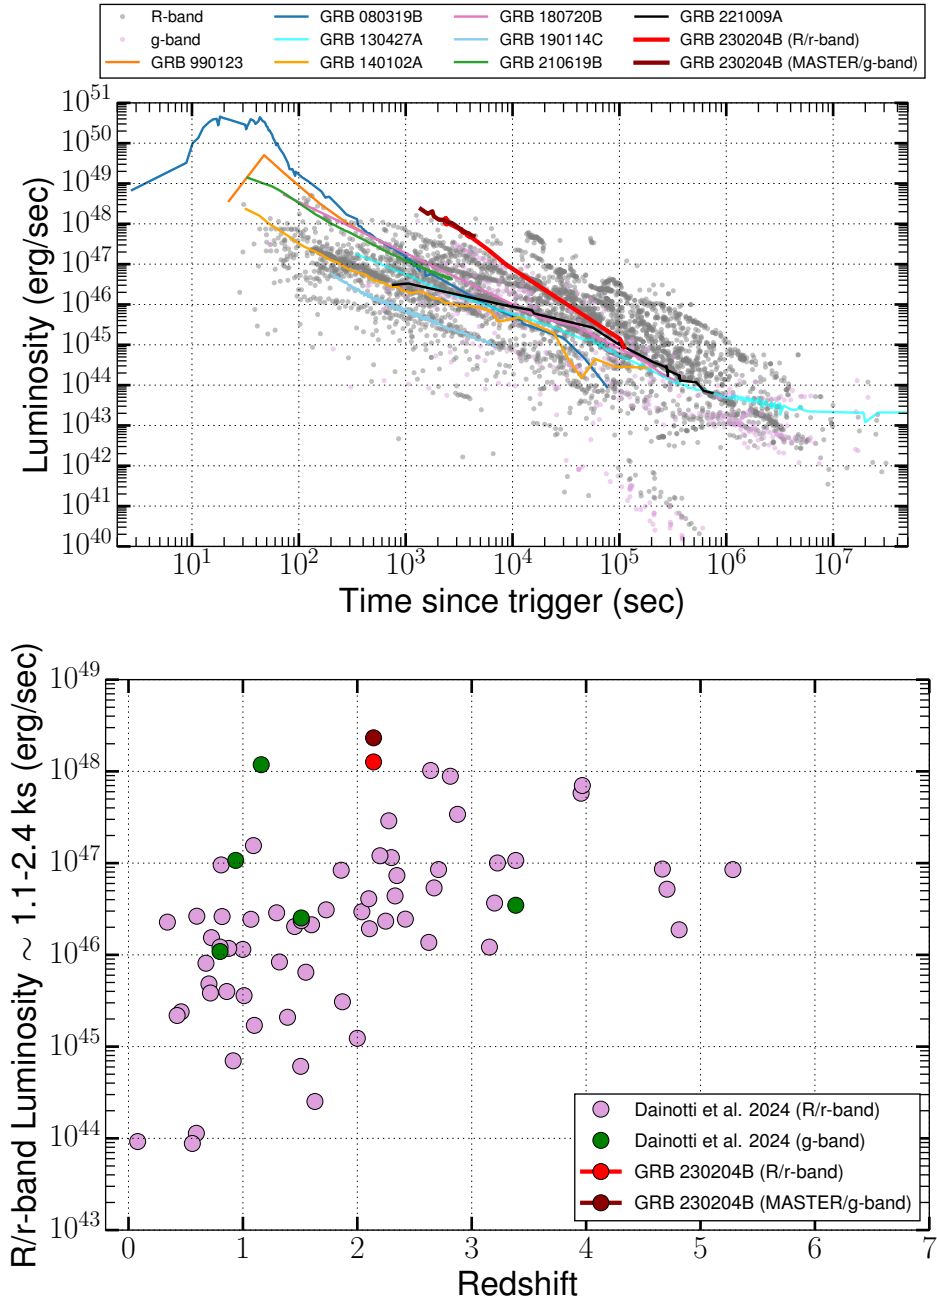 R-band GRB 080319B GRB 180720B GRB 221009A
g-band GRB 130427A GRB 190114C GRB 230204B (R/r-band)
GRB 990123 GRB 140102A GRB 210619B GRB 230204B (MASTER/g-band)
Luminosity (erg/sec)
10^51
10^50
10^49
10^48
10^47
10^46
10^45
10^44
10^43
10^42
10^41
10^40
10^1 10^2 10^3 10^4 10^5 10^6 10^7
Time since trigger (sec)
R/r-band Luminosity ~ 1.1-2.4 ks (erg/sec)
10^49
10^48
10^47
10^46
10^45
10^44
10^43
Dainotti et al. 2024 (R/r-band)
Dainotti et al. 2024 (g-band)
GRB 230204B (R/r-band)
GRB 230204B (MASTER/g-band)
0 1 2 3 4 5 6 7
Redshift